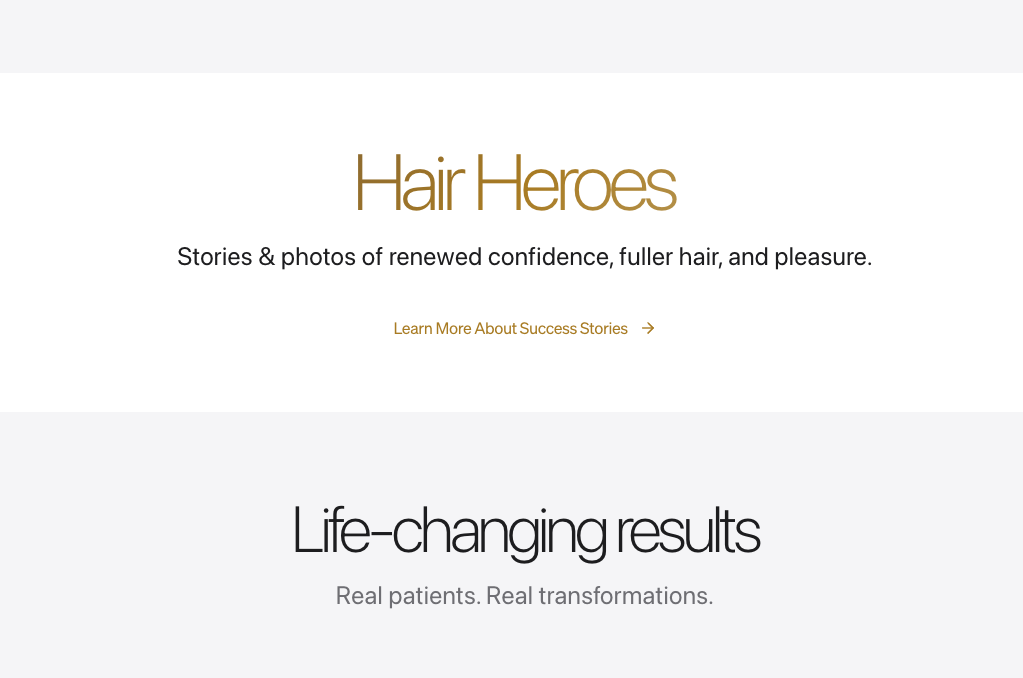 Hair Heroes
Stories & photos of renewed confidence, fuller hair, and pleasure.
Learn More About Success Stories →
Life-changing results
Real patients. Real transformations.